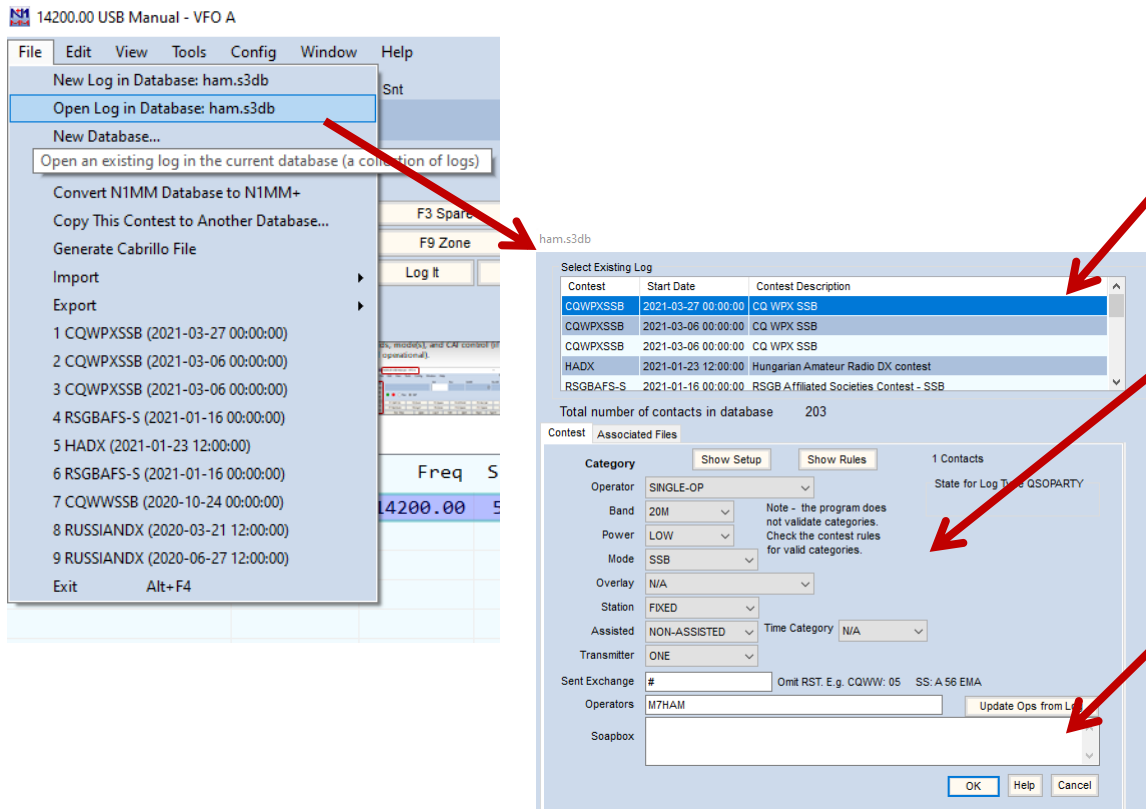 14200.00 USB Manual - VFO A
File Edit View Tools Config Window Help
New Log in Database: ham.s3db
Open Log in Database: ham.s3db
New Database...
Open an existing log in the current database (a collection of logs)
Convert N1MM Database to N1MM+
Copy This Contest to Another Database...
Generate Cabrillo File
Import
Export
1 CQWPXSSB (2021-03-27 00:00:00)
2 CQWPXSSB (2021-03-06 00:00:00)
3 CQWPXSSB (2021-03-06 00:00:00)
4 RSGBAFS-S (2021-01-16 00:00:00)
5 HADX (2021-01-23 12:00:00)
6 RSGBAFS-S (2021-01-16 00:00:00)
7 CQWWSSB (2020-10-24 00:00:00)
8 RUSSIANDX (2020-03-21 12:00:00)
9 RUSSIANDX (2020-06-27 12:00:00)
Exit Alt+F4
Snt
F3 Spare
F9 Zone
Log It
Freq S
14200.00 5
ham.s3db
Select Existing Log
Contest Start Date Contest Description
CQWPXSSB 2021-03-27 00:00:00 CQ WPX SSB
CQWPXSSB 2021-03-06 00:00:00 CQ WPX SSB
CQWPXSSB 2021-03-06 00:00:00 CQ WPX SSB
HADX 2021-01-23 12:00:00 Hungarian Amateur Radio DX contest
RSGBAFS-S 2021-01-16 00:00:00 RSGB Affiliated Societies Contest - SSB
Total number of contacts in database 203
Contest Associated Files
Category Show Setup Show Rules 1 Contacts
Operator SINGLE-OP State for Log Type QSOPARTY
Band 20M Note - the program does
not validate categories.
Power LOW Check the contest rules
for valid categories.
Mode SSB
Overlay N/A
Station FIXED
Assisted NON-ASSISTED Time Category N/A
Transmitter ONE
Sent Exchange # Omit RST. E.g. CQWW: 05 SS: A 56 EMA
Operators M7HAM Update Ops from Log
Soapbox
OK Help Cancel